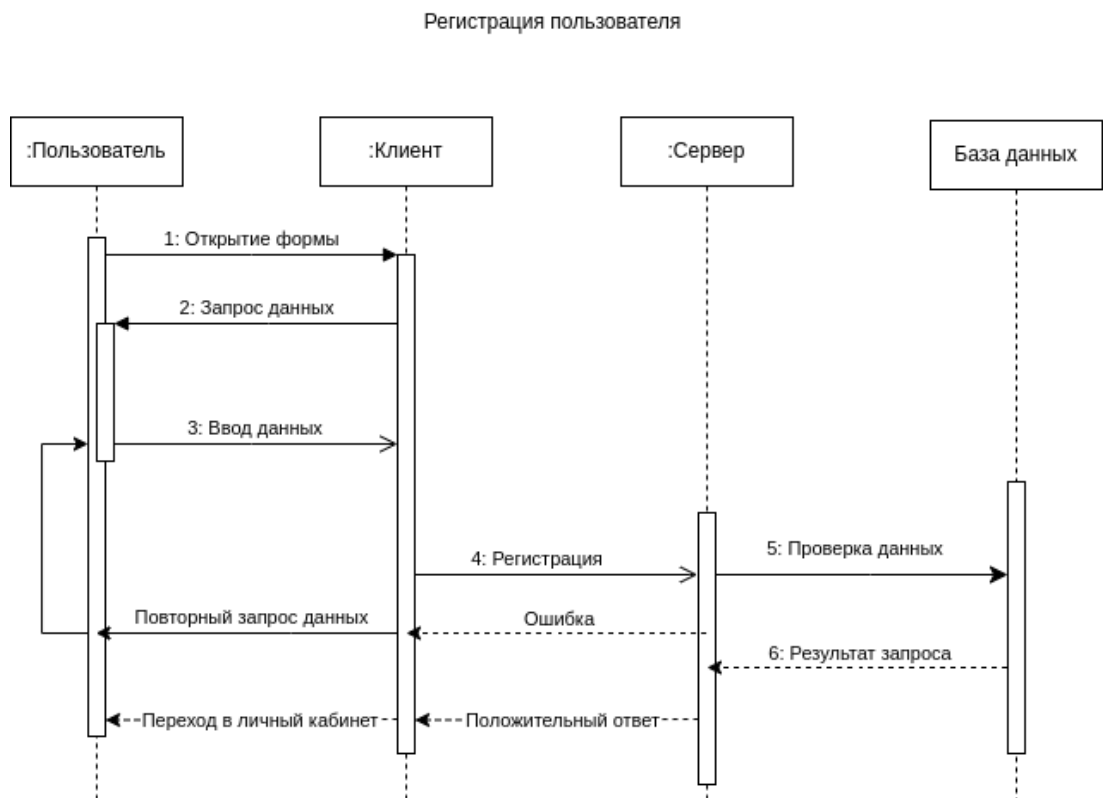 Регистрация пользователя
:Пользователь
:Клиент
:Сервер
База данных
1: Открытие формы
2: Запрос данных
3: Ввод данных
4: Регистрация
5: Проверка данных
Повторный запрос данных
Ошибка
6: Результат запроса
Переход в личный кабинет
Положительный ответ